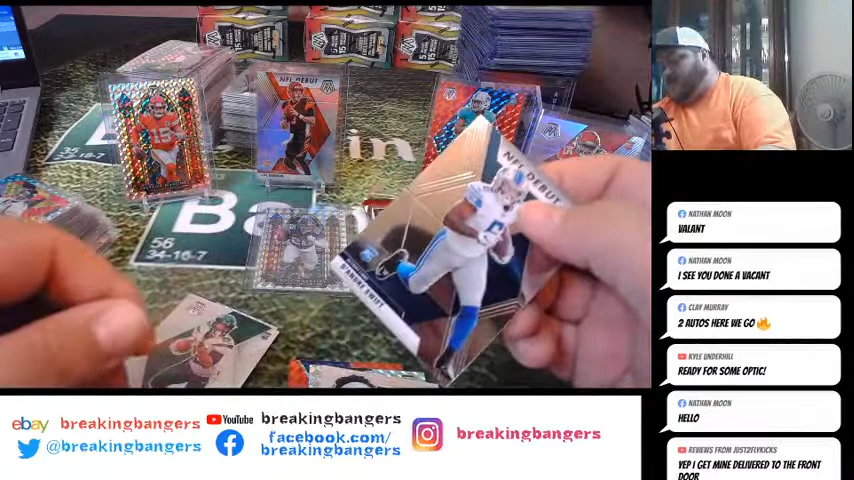 NFL DEBUT
15
NFL DEBUT
D'ANDRE SWIFT
Ba
56
34-16-7
35
NATHAN MOON
VALANT
NATHAN MOON
I SEE YOU DONE A VACANT
CLAY MURRAY
2 AUTOS HERE WE GO 🔥
KYLE UNDERHILL
READY FOR SOME OPTIC!
NATHAN MOON
HELLO
REVIEWS FROM JUST2FLYKICKS
YEP I GET MINE DELIVERED TO THE FRONT
DOOR
ebay breakingbangers
YouTube breakingbangers
@breakingbangers
facebook.com/
breakingbangers
breakingbangers